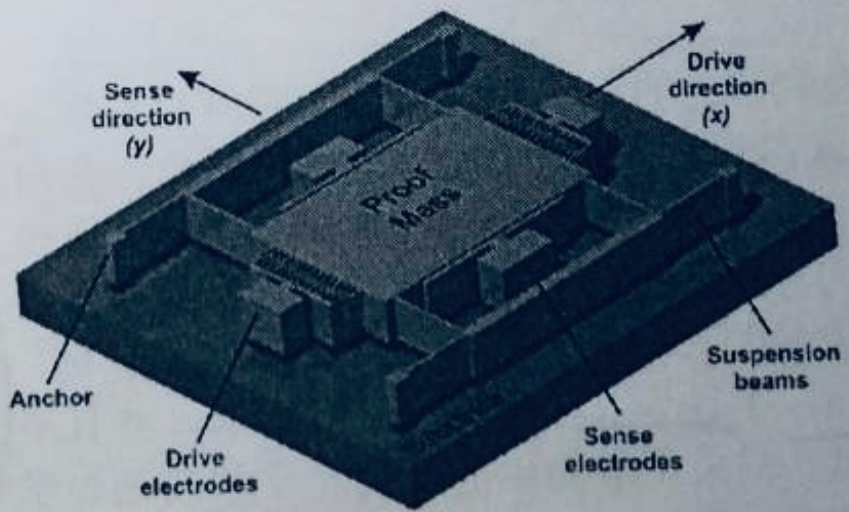 Sense
direction
(y)
Drive
direction
(x)
Proof
Mass
Anchor
Drive
electrodes
Sense
electrodes
Suspension
beams